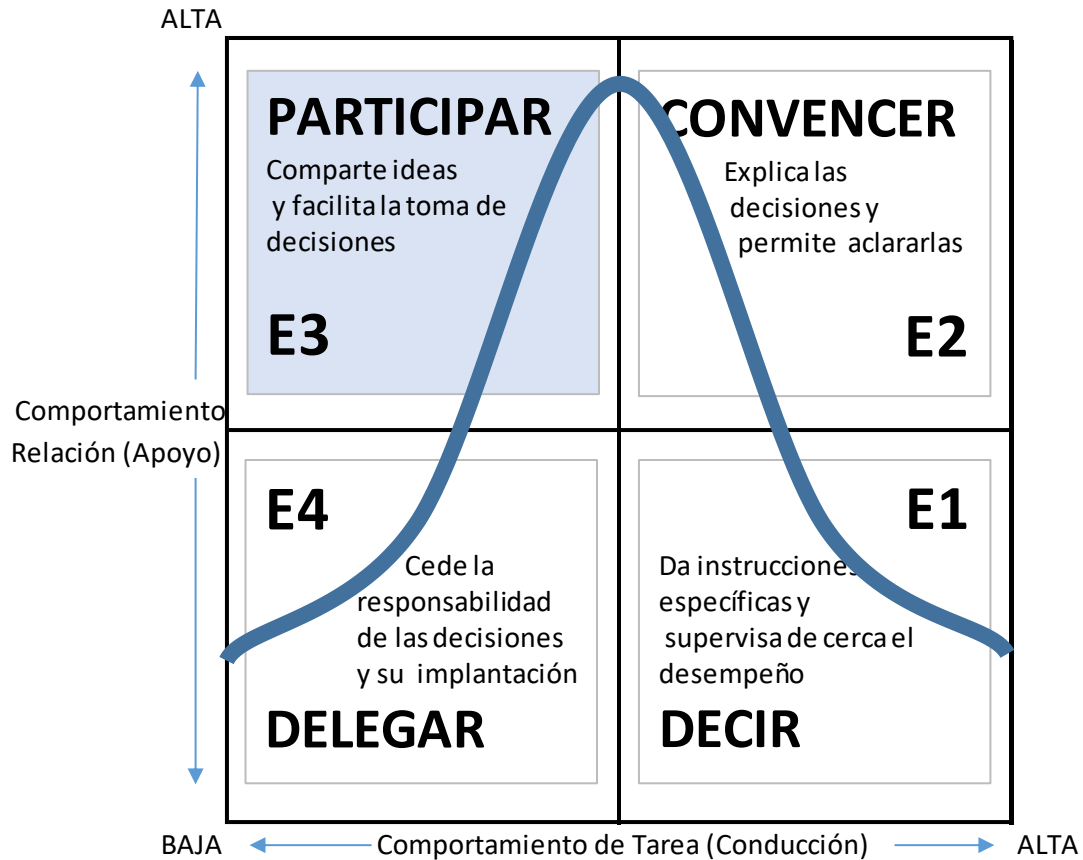 ALTA
PARTICIPAR
Comparte ideas
y facilita la toma de
decisiones
E3
CONVENCER
Explica las
decisiones y
permite aclararlas
E2
Comportamiento
Relación (Apoyo)
E4
Cede la
responsabilidad
de las decisiones
y su implantación
DELEGAR
E1
Da instrucciones
específicas y
supervisa de cerca el
desempeño
DECIR
BAJA
Comportamiento de Tarea (Conducción)
ALTA